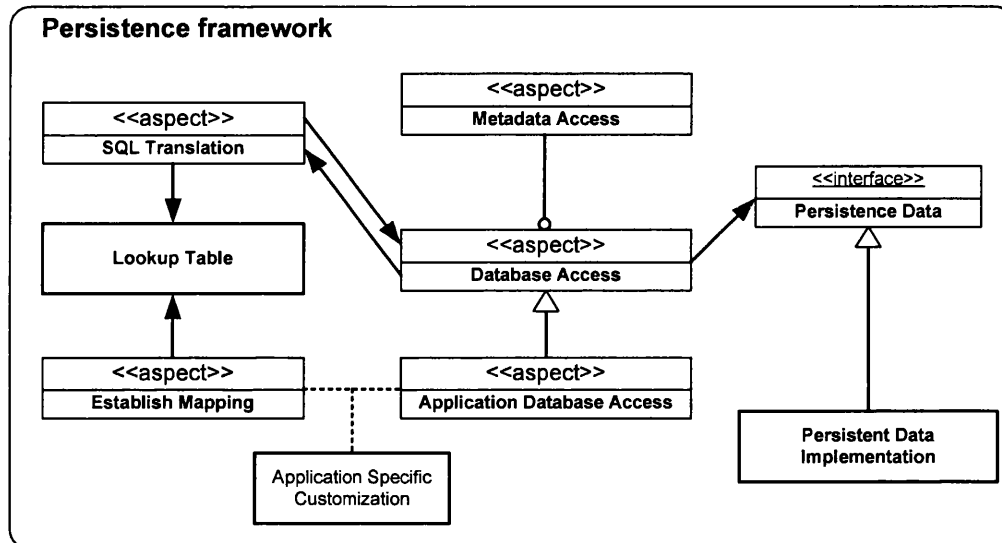 Persistence framework
<<aspect>>
SQL Translation
<<aspect>>
Metadata Access
<<interface>>
Persistence Data
Lookup Table
<<aspect>>
Database Access
<<aspect>>
Establish Mapping
<<aspect>>
Application Database Access
Persistent Data
Implementation
Application Specific
Customization